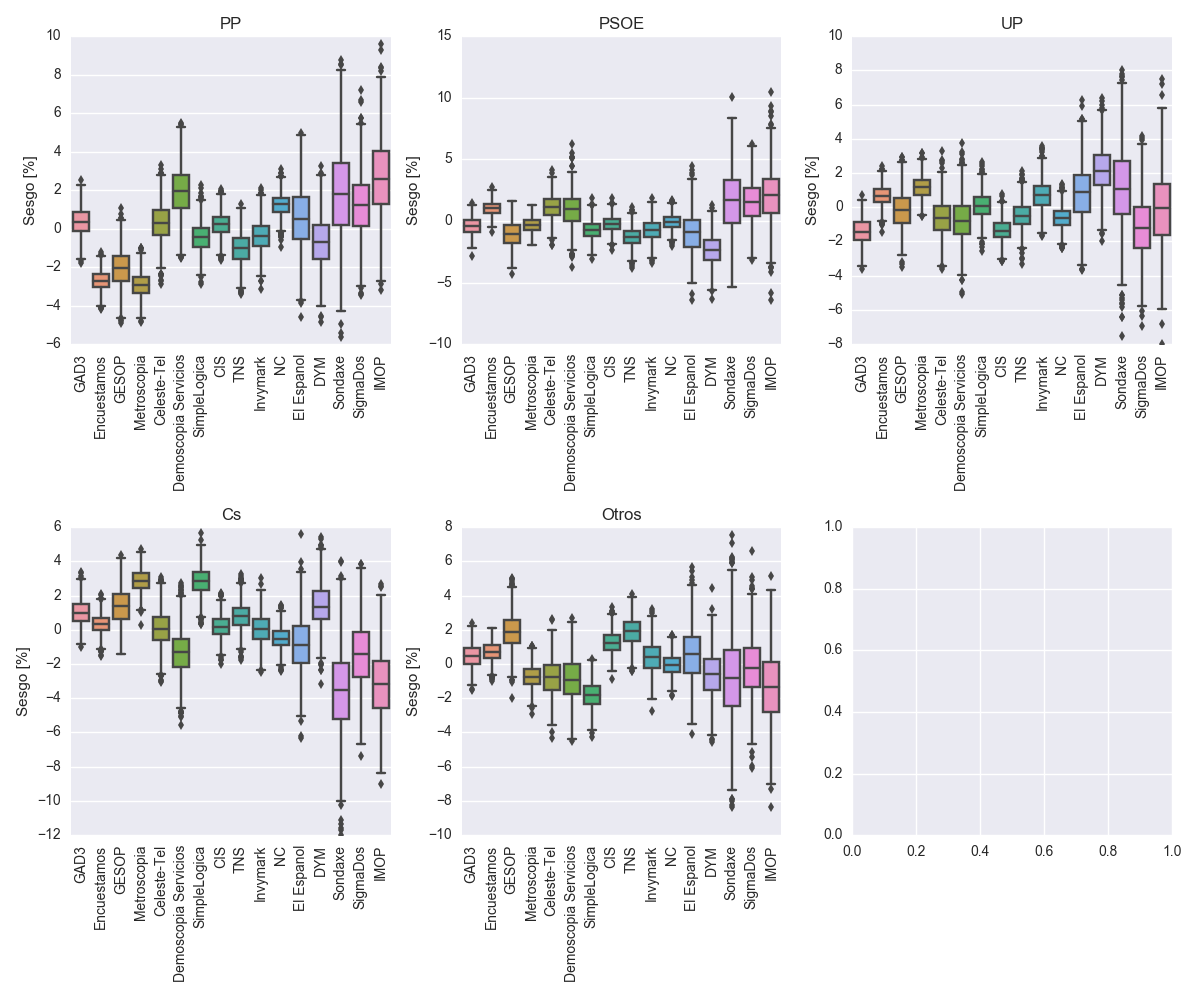 PP
Sesgo [%]
10
8
6
4
2
0
−2
−4
−6
GAD3
Encuestamos
GESOP
Metroscopia
Celeste-Tel
Demoscopia Servicios
SimpleLogica
CIS
TNS
Invymark
NC
El Espanol
DYM
Sondaxe
SigmaDos
IMOP
PSOE
Sesgo [%]
15
10
5
0
−5
−10
GAD3
Encuestamos
GESOP
Metroscopia
Celeste-Tel
Demoscopia Servicios
SimpleLogica
CIS
TNS
Invymark
NC
El Espanol
DYM
Sondaxe
SigmaDos
IMOP
UP
Sesgo [%]
10
8
6
4
2
0
−2
−4
−6
−8
GAD3
Encuestamos
GESOP
Metroscopia
Celeste-Tel
Demoscopia Servicios
SimpleLogica
CIS
TNS
Invymark
NC
El Espanol
DYM
Sondaxe
SigmaDos
IMOP
Cs
Sesgo [%]
6
4
2
0
−2
−4
−6
−8
−10
−12
GAD3
Encuestamos
GESOP
Metroscopia
Celeste-Tel
Demoscopia Servicios
SimpleLogica
CIS
TNS
Invymark
NC
El Espanol
DYM
Sondaxe
SigmaDos
IMOP
Otros
Sesgo [%]
8
6
4
2
0
−2
−4
−6
−8
−10
GAD3
Encuestamos
GESOP
Metroscopia
Celeste-Tel
Demoscopia Servicios
SimpleLogica
CIS
TNS
Invymark
NC
El Espanol
DYM
Sondaxe
SigmaDos
IMOP
1.0
0.8
0.6
0.4
0.2
0.0
0.0 0.2 0.4 0.6 0.8 1.0